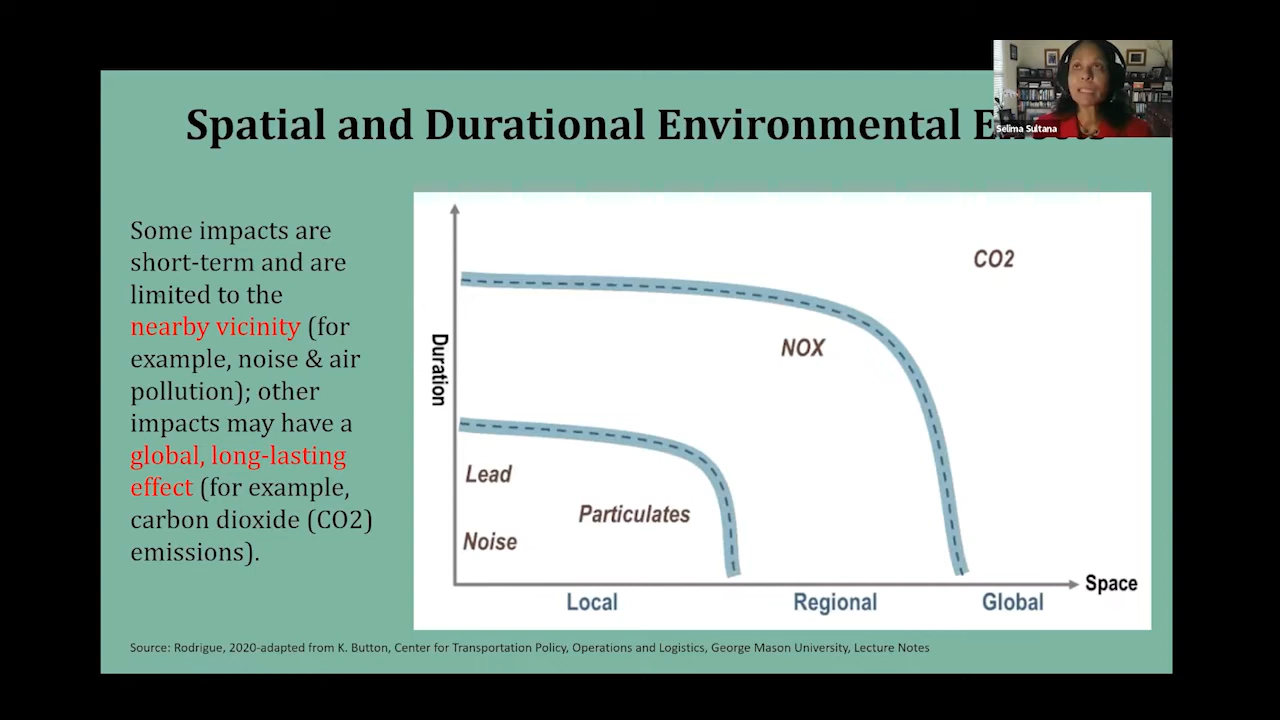 Spatial and Durational Environmental
Selima Sultana
Some impacts are
short-term and are
limited to the
nearby vicinity (for
example, noise & air
pollution); other
impacts may have a
global, long-lasting
effect (for example,
carbon dioxide (CO2)
emissions).
CO2
NOX
Duration
Lead
Particulates
Noise
Space
Local Regional Global
Source: Rodrigue, 2020-adapted from K. Button, Center for Transportation Policy, Operations and Logistics, George Mason University, Lecture Notes